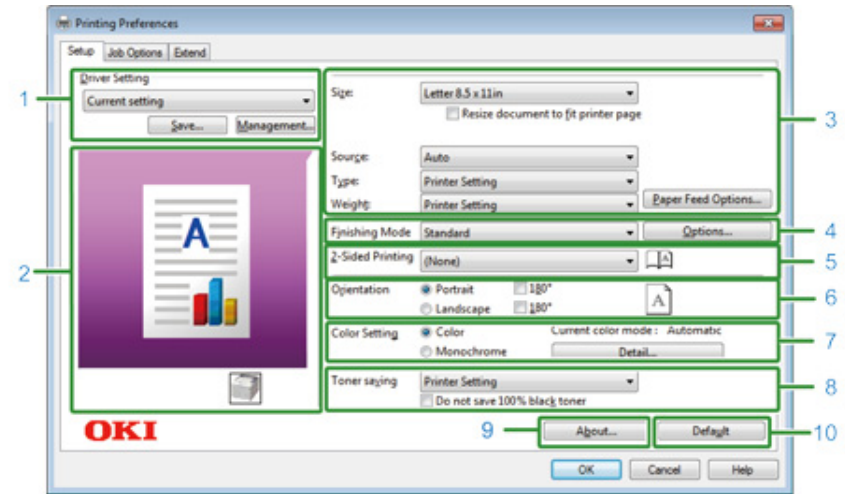 Printing Preferences
Setup Job Options Extend
Driver Setting
Current setting
Save... Management...
1
2
A
OKI
Size: Letter 8.5 x 11in
Resize document to fit printer page
Source: Auto
Type: Printer Setting
Weight: Printer Setting Paper Feed Options...
3
Finishing Mode Standard Options...
4
2-Sided Printing (None) A
5
Orientation Portrait 180°
Landscape 180°
A
6
Color Setting Color Current color mode : Automatic
Monochrome Detail...
7
Toner saving Printer Setting
Do not save 100% black toner
8
9 About... Default 10
OK Cancel Help